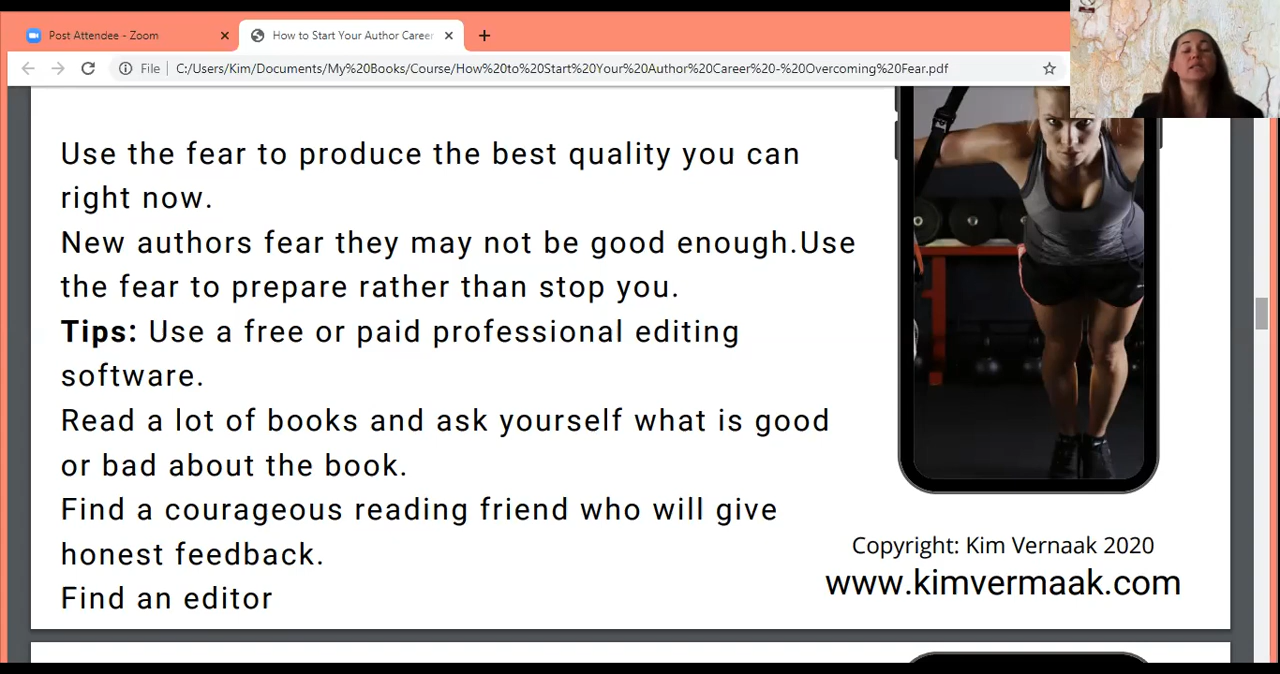 Post Attendee - Zoom
How to Start Your Author Career
File
C:/Users/Kim/Documents/My%20Books/Course/How%20to%20Start%20Your%20Author%20Career%20-%20Overcoming%20Fear.pdf
Use the fear to produce the best quality you can
right now.
New authors fear they may not be good enough.Use
the fear to prepare rather than stop you.
Tips: Use a free or paid professional editing
software.
Read a lot of books and ask yourself what is good
or bad about the book.
Find a courageous reading friend who will give
honest feedback.
Find an editor
Copyright: Kim Vernaak 2020
www.kimvermaak.com